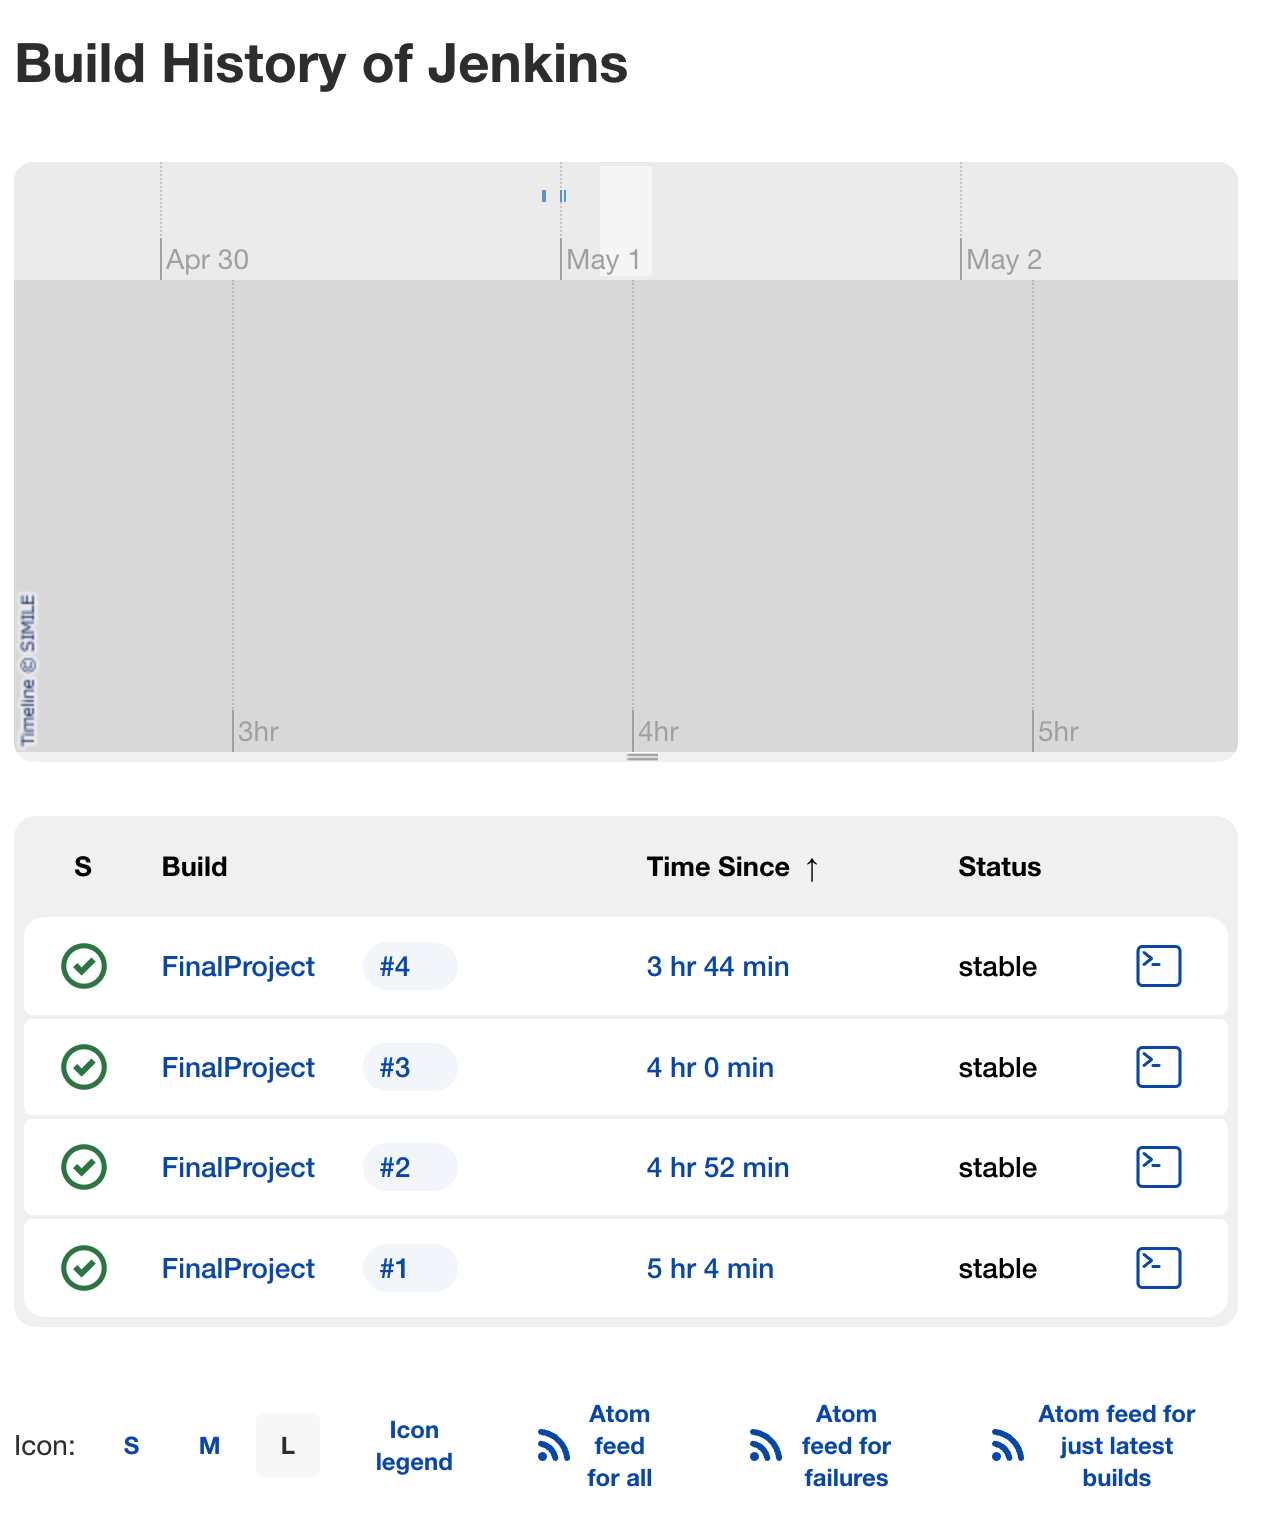 Build History of Jenkins
Apr 30
May 1
May 2
Timeline © SIMILE
3hr
4hr
5hr
S Build Time Since ↑ Status
FinalProject #4 3 hr 44 min stable
FinalProject #3 4 hr 0 min stable
FinalProject #2 4 hr 52 min stable
FinalProject #1 5 hr 4 min stable
Icon: S M L
Icon
legend
Atom
feed
for all
Atom
feed for
failures
Atom feed for
just latest
builds